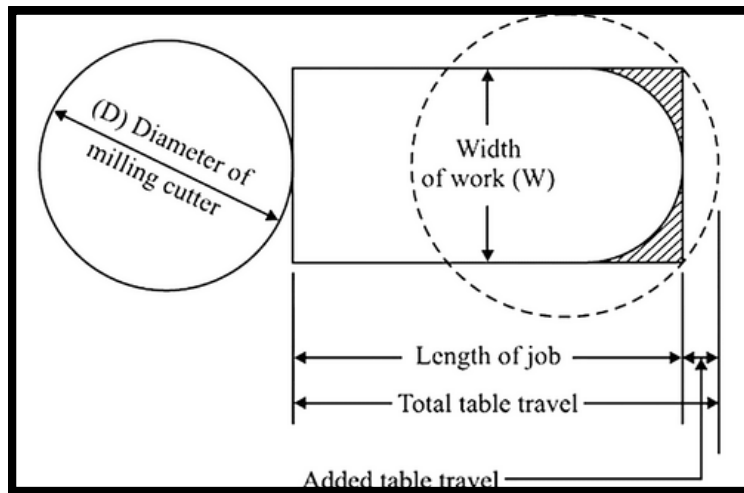 (D) Diameter of
milling cutter
Width
of work (W)
Length of job
Total table travel
Added table travel